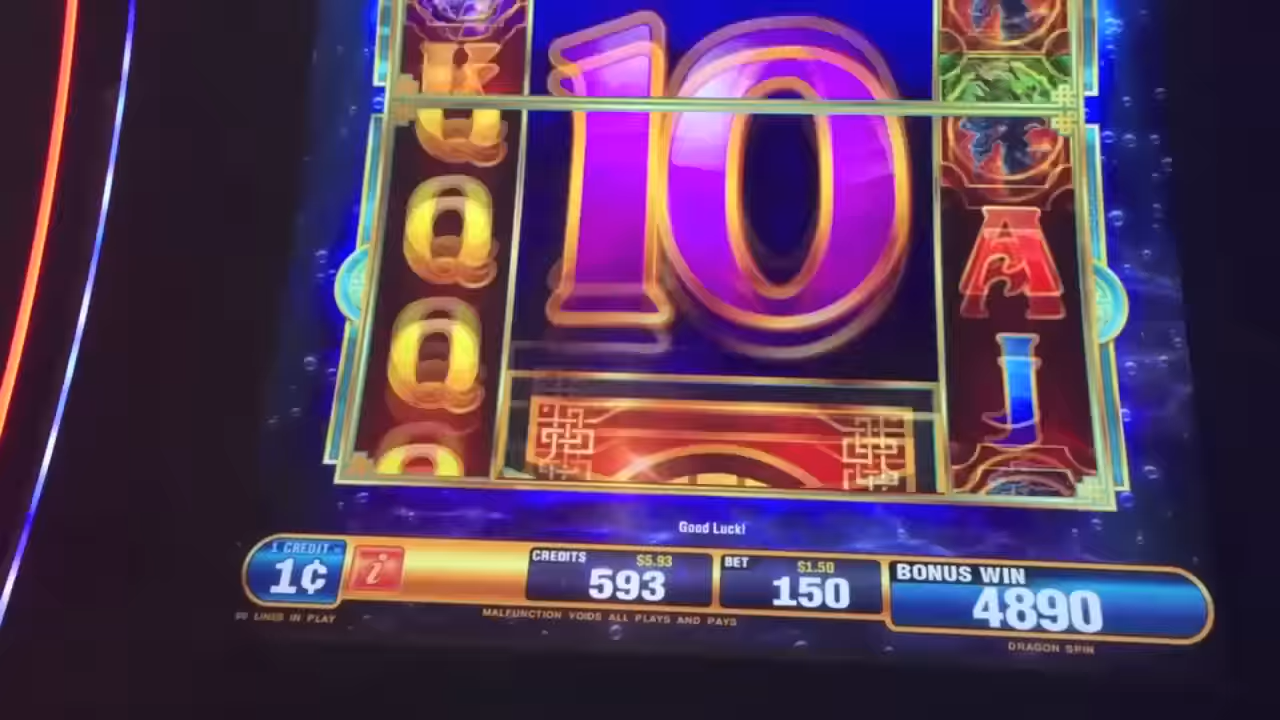 K
10
Q
Q
A
Q
J
Good Luck!
1 CREDIT =
1¢
i
CREDITS
$5.93
593
BET
$1.50
150
BONUS WIN
4890
LINES IN PLAY
MALFUNCTION VOIDS ALL PLAYS AND PAYS
DRAGON SPIN